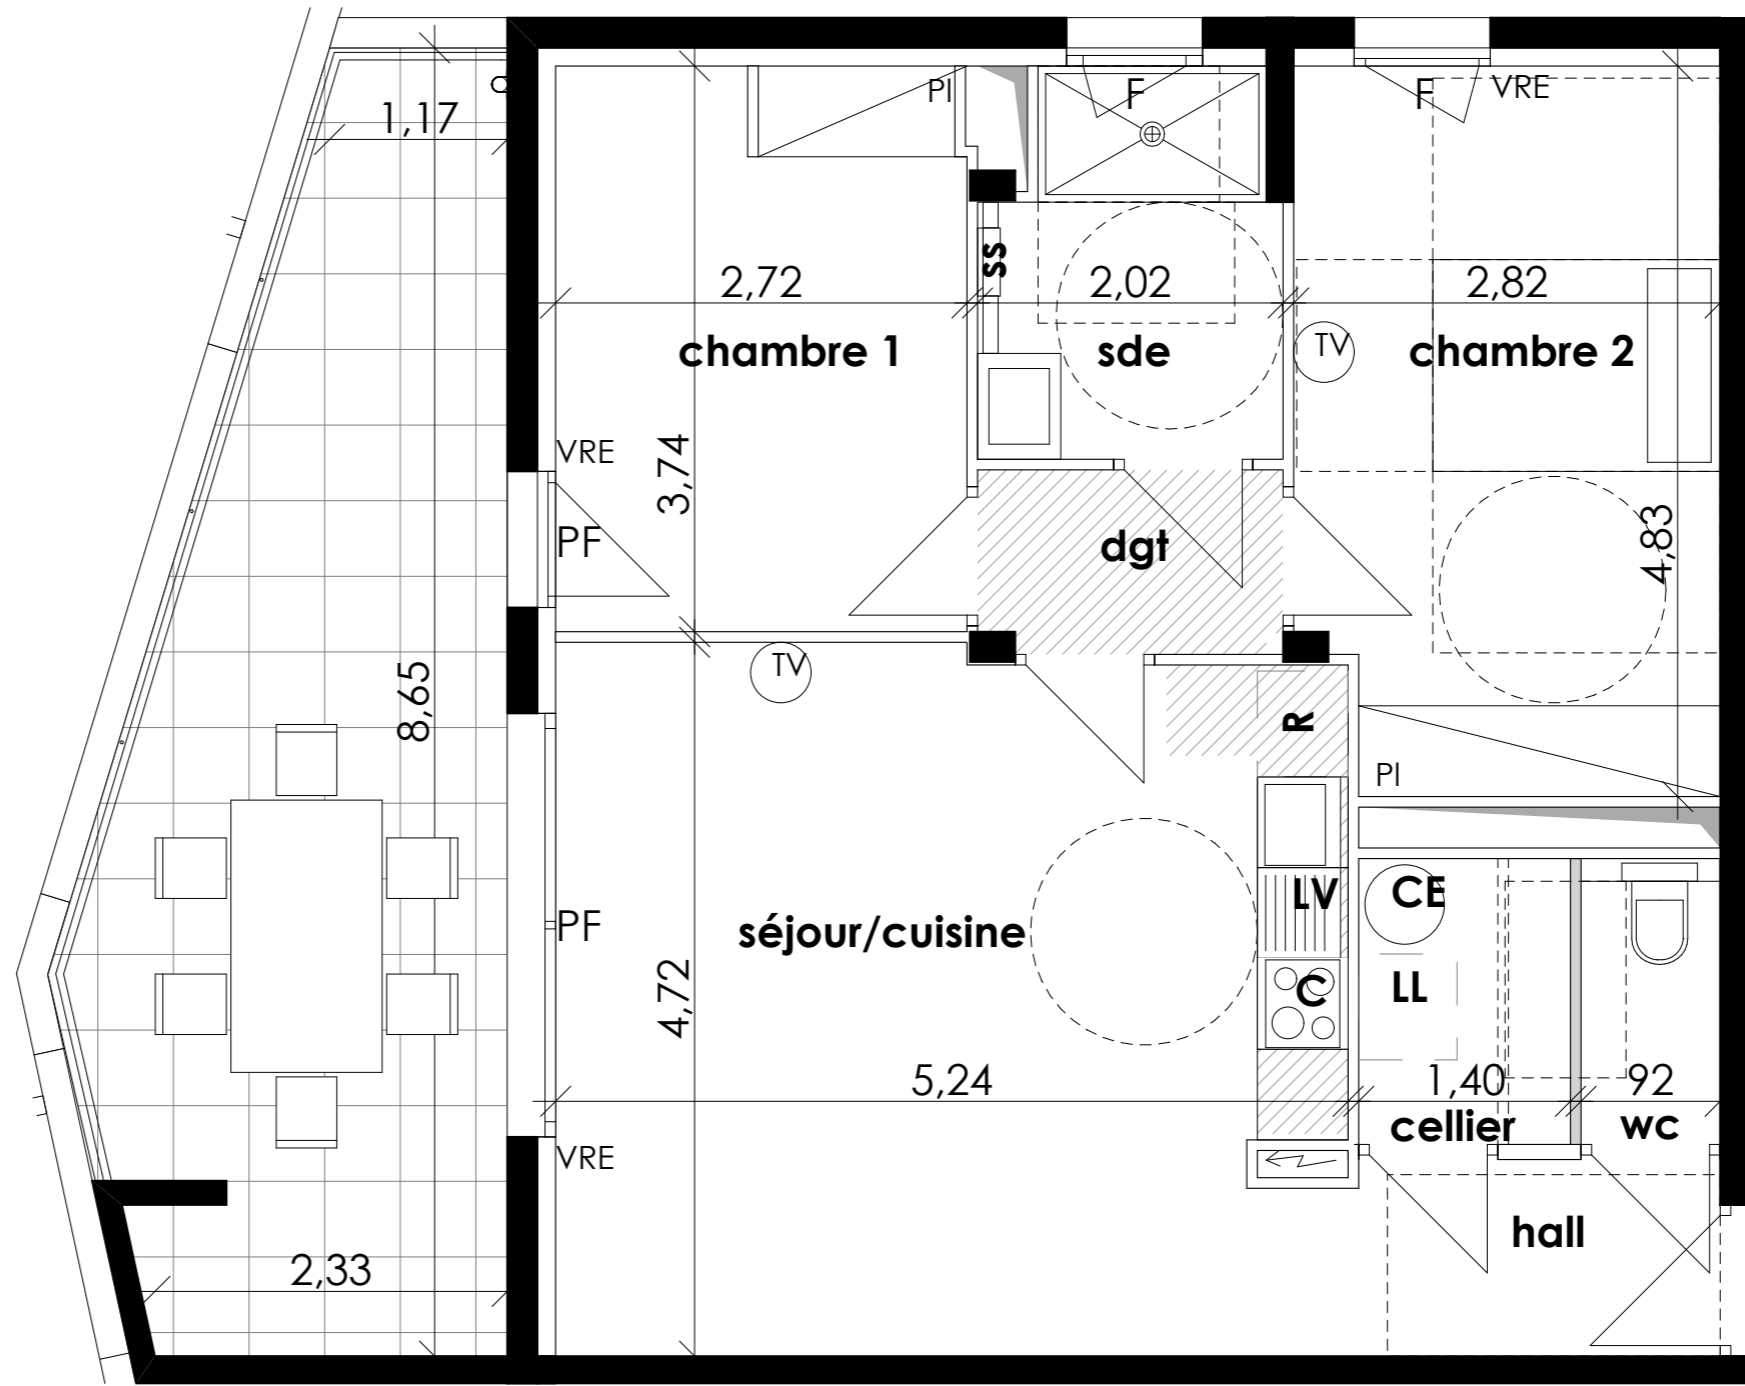 PI
F
F
VRE
1,17
2,72
ss
2,02
2,82
chambre 1
sde
TV
chambre 2
VRE
3,74
PF
dgt
4,83
8,65
TV
R
PI
LV
CE
PF
séjour/cuisine
4,72
C
LL
5,24
1,40
92
cellier
wc
VRE
hall
2,33